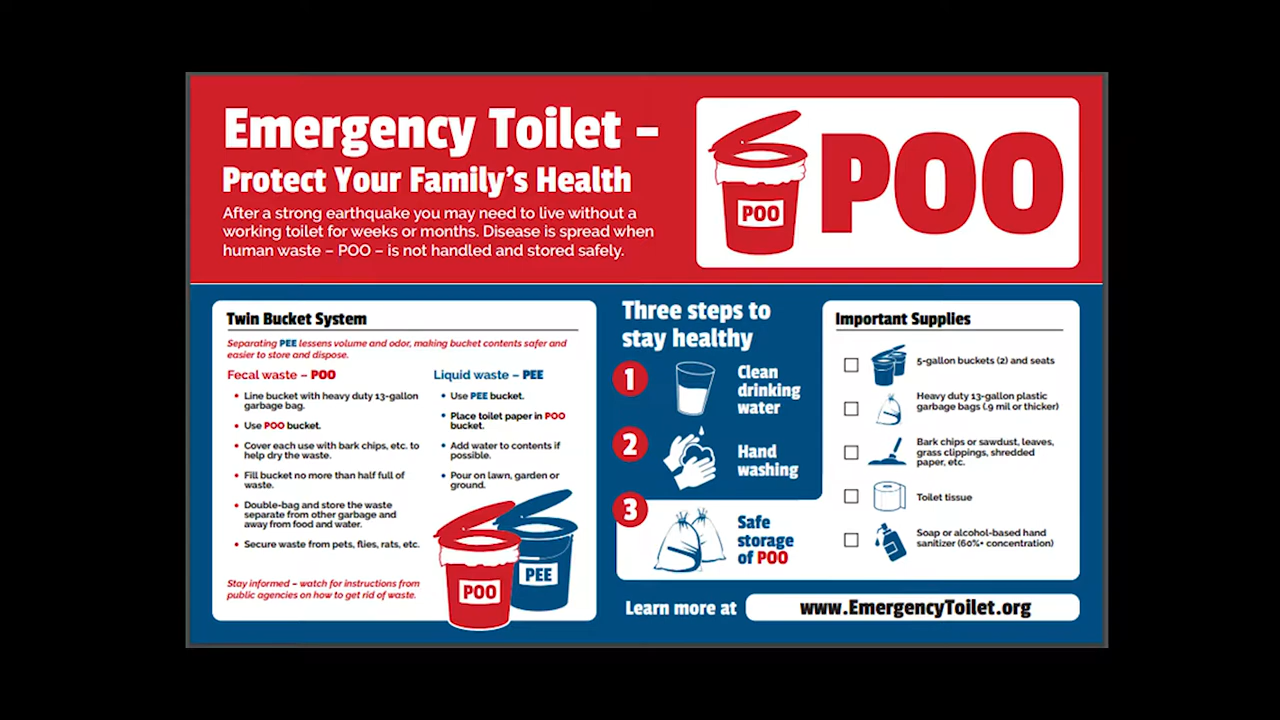 Emergency Toilet –
Protect Your Family's Health
After a strong earthquake you may need to live without a
working toilet for weeks or months. Disease is spread when
human waste – POO – is not handled and stored safely.
POO
POO
Twin Bucket System
Separating PEE lessens volume and odor, making bucket contents safer and
easier to store and dispose.
Fecal waste – POO
• Line bucket with heavy duty 13-gallon
garbage bag.
• Use POO bucket.
• Cover each use with bark chips, etc. to
help dry the waste.
• Fill bucket no more than half full of
waste.
• Double-bag and store the waste
separate from other garbage and
away from food and water.
• Secure waste from pets, flies, rats, etc.
Stay informed – watch for instructions from
public agencies on how to get rid of waste.
Liquid waste – PEE
• Use PEE bucket.
• Place toilet paper in POO
bucket.
• Add water to contents if
possible.
• Pour on lawn, garden or
ground.
POO
PEE
Three steps to
stay healthy
1
Clean
drinking
water
2
Hand
washing
3
Safe
storage
of POO
Important Supplies
5-gallon buckets (2) and seats
Heavy duty 13-gallon plastic
garbage bags (.9 mil or thicker)
Bark chips or sawdust, leaves,
grass clippings, shredded
paper, etc.
Toilet tissue
Soap or alcohol-based hand
sanitizer (60%+ concentration)
Learn more at
www.EmergencyToilet.org